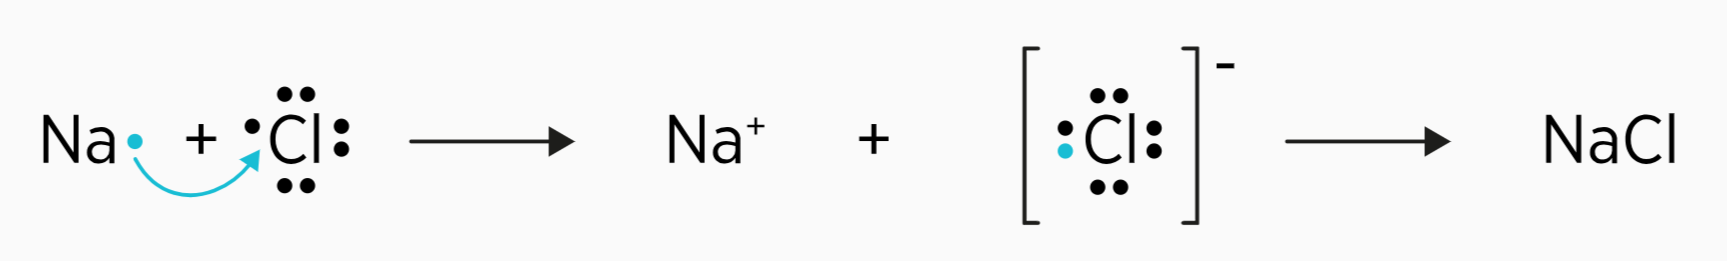 Na + Cl Na⁺ + [Cl]⁻ NaCl